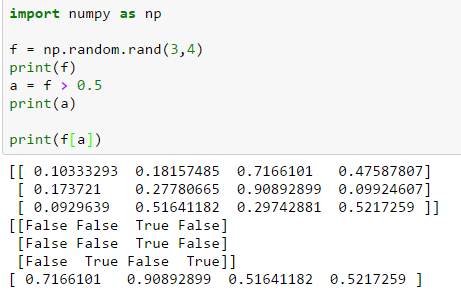 import numpy as np

f = np.random.rand(3,4)
print(f)
a = f > 0.5
print(a)

print(f[a])
[[ 0.10333293  0.18157485  0.7166101   0.47587807]
 [ 0.173721    0.27780665  0.90892899  0.09924607]
 [ 0.0929639   0.51641182  0.29742881  0.5217259 ]]
[[False False  True False]
 [False False  True False]
 [False  True False  True]]
[ 0.7166101   0.90892899  0.51641182  0.5217259 ]